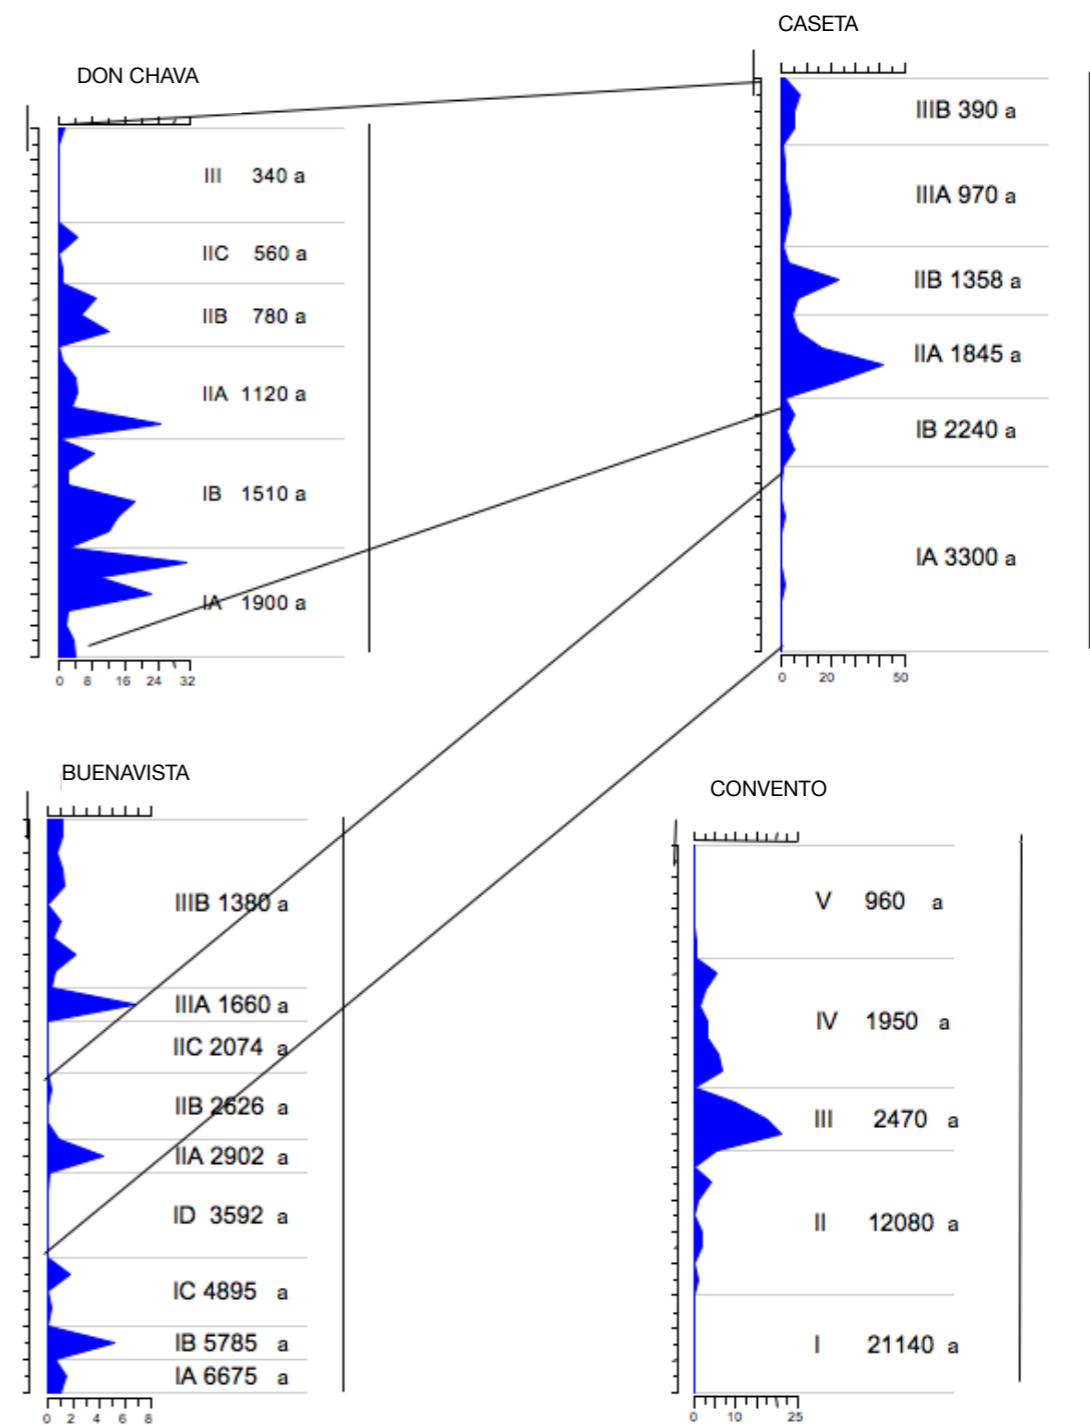 CASETA
IIIB 390 a
IIIA 970 a
IIB 1358 a
IIA 1845 a
IB 2240 a
IA 3300 a
0 20 50
DON CHAVA
III 340 a
IIC 560 a
IIB 780 a
IIA 1120 a
IB 1510 a
IA 1900 a
0 8 16 24 32
BUENAVISTA
IIIB 1380 a
IIIA 1660 a
IIC 2074 a
IIB 2626 a
IIA 2902 a
ID 3592 a
IC 4895 a
IB 5785 a
IA 6675 a
0 2 4 6 8
CONVENTO
V 960 a
IV 1950 a
III 2470 a
II 12080 a
I 21140 a
0 10 25